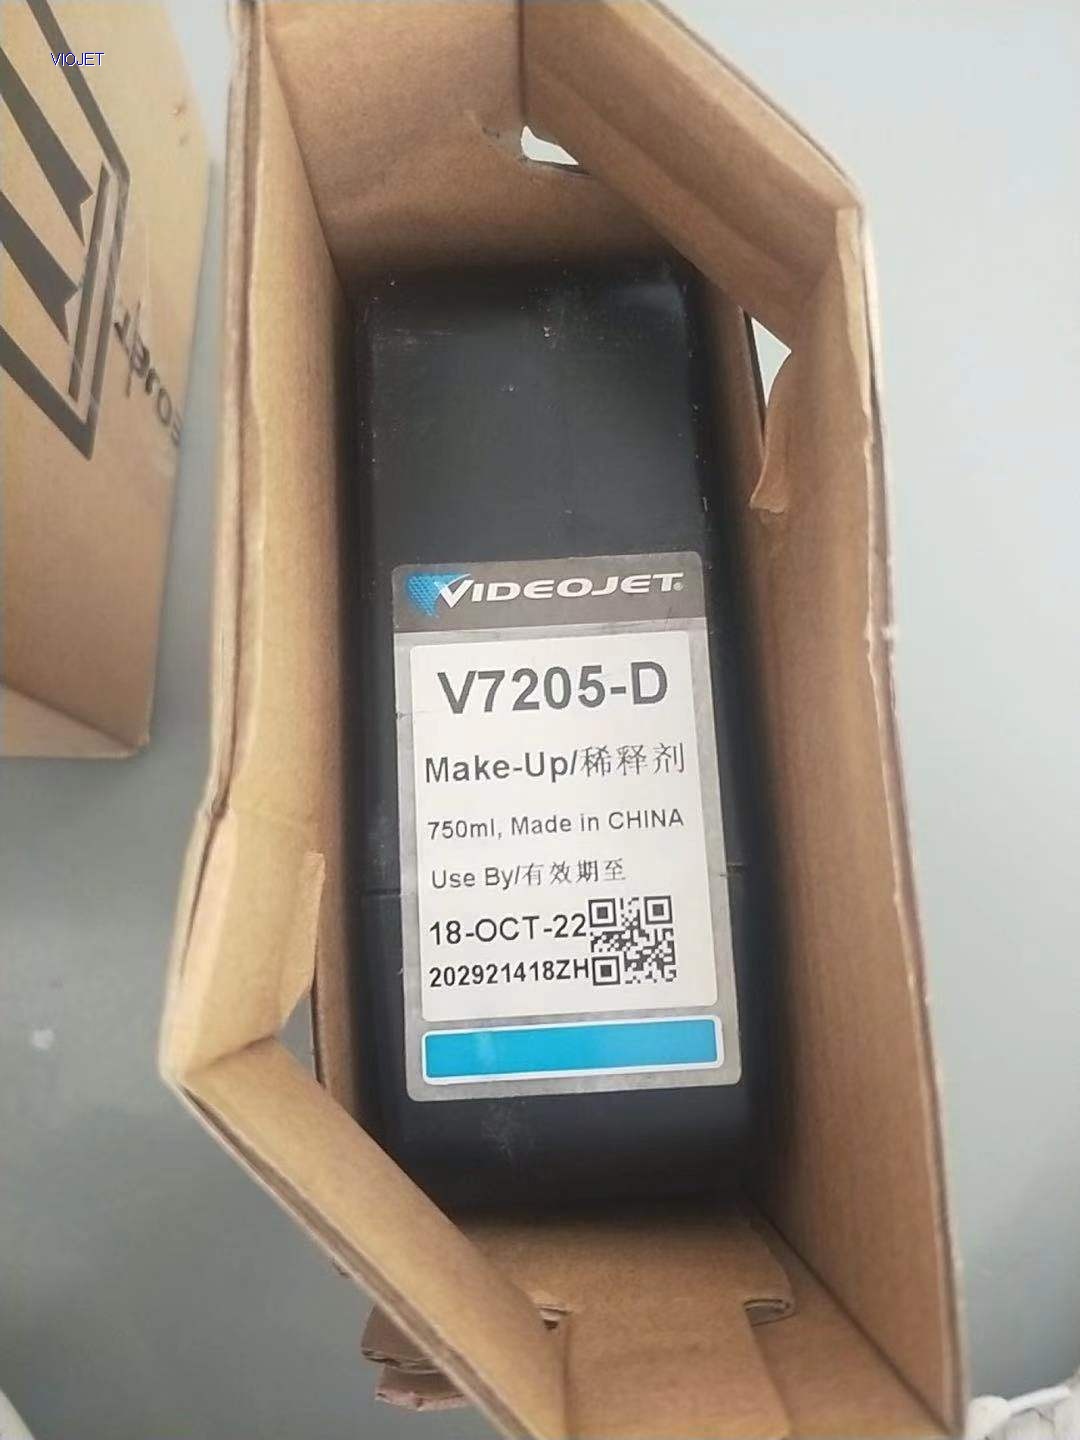 VIOJET
VIDEOJET
V7205-D
Make-Up/稀释剂
750ml, Made in CHINA
Use By/有效期至
18-OCT-22
202921418ZH